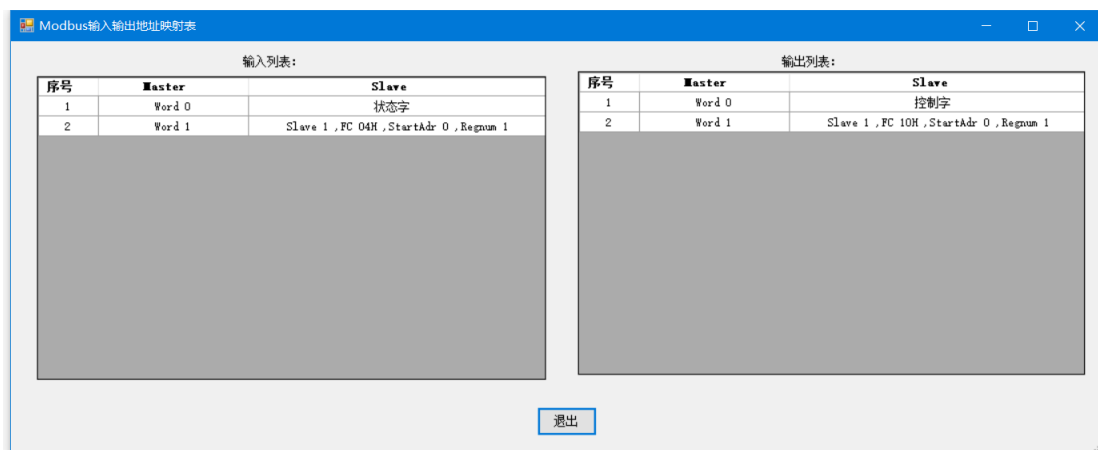 Modbus输入输出地址映射表
输入列表:
序号 Master Slave
1 Word 0 状态字
2 Word 1 Slave 1 ,FC 04H ,StartAdr 0 ,Regnum 1
输出列表:
序号 Master Slave
1 Word 0 控制字
2 Word 1 Slave 1 ,FC 10H ,StartAdr 0 ,Regnum 1
退出